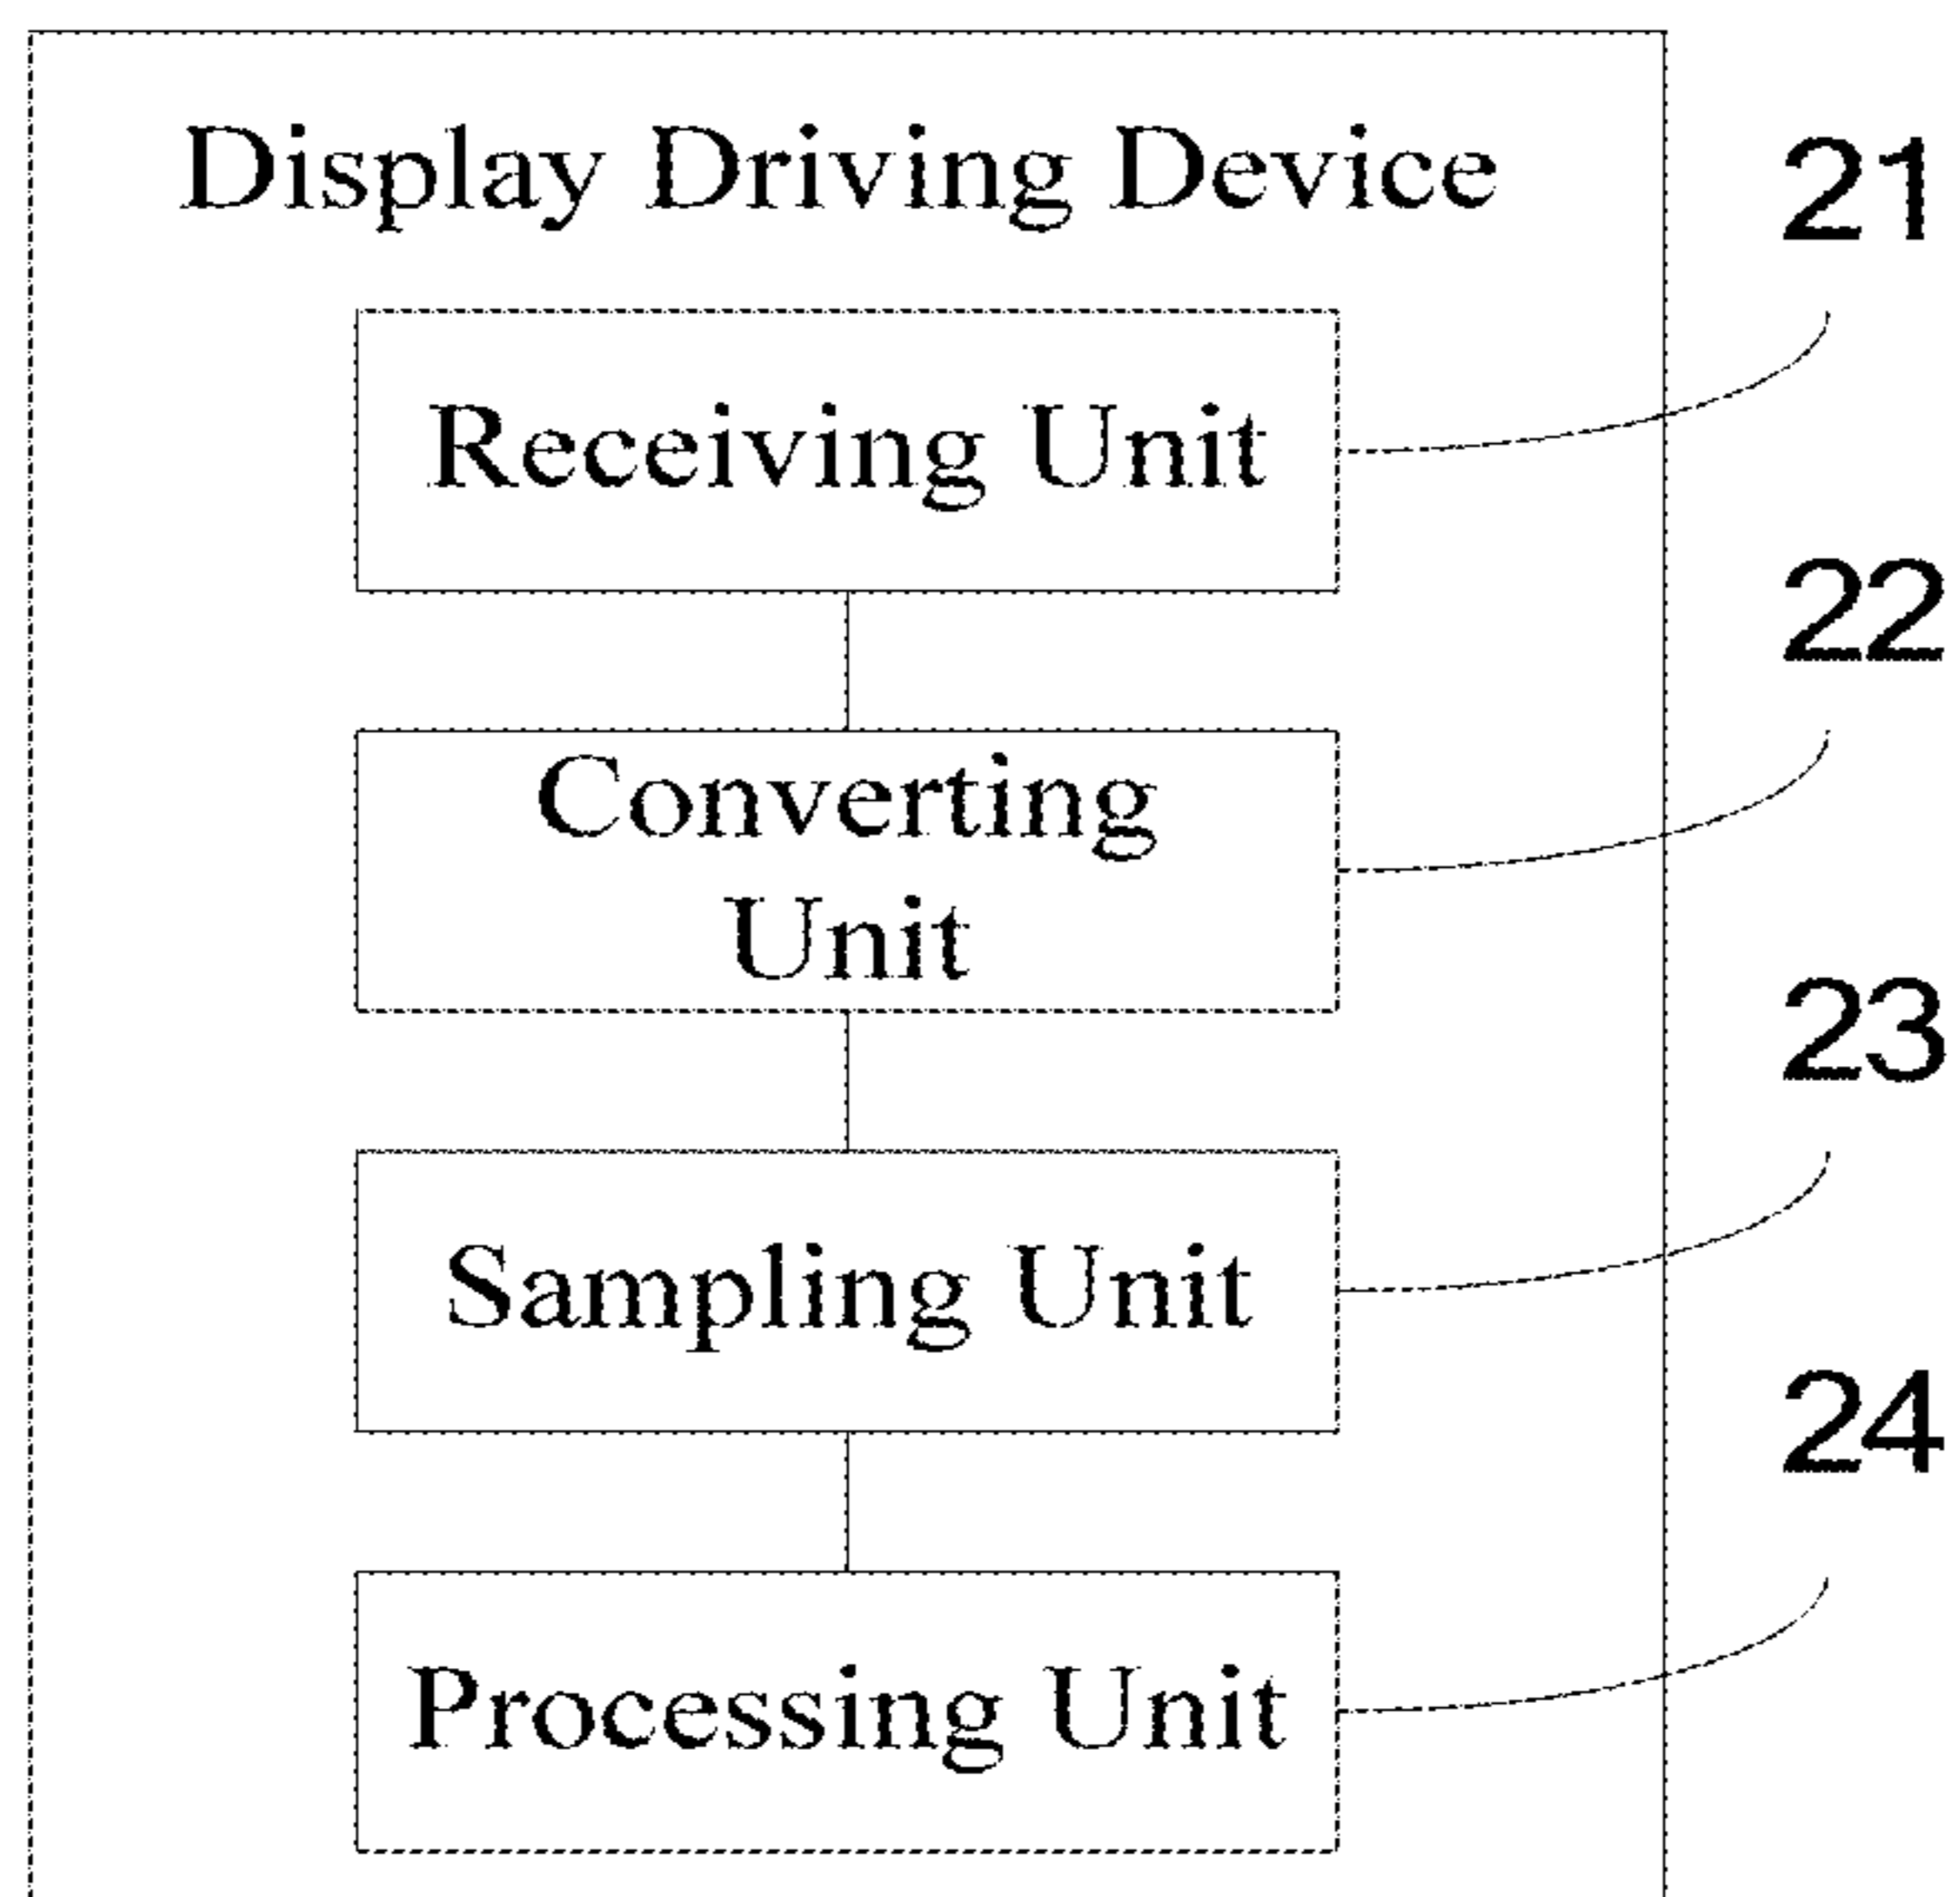 Display Driving Device
21
Receiving Unit
22
Converting
Unit
23
Sampling Unit
24
Processing Unit